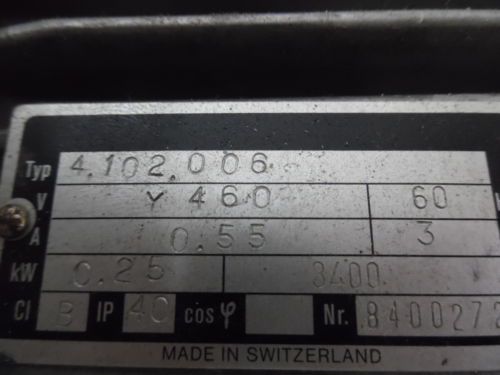 Typ 4.102.006
V Y 460 60
A 0.55 3
kW 0.25 3400
Cl B IP 40 cos φ Nr. 840027
MADE IN SWITZERLAND